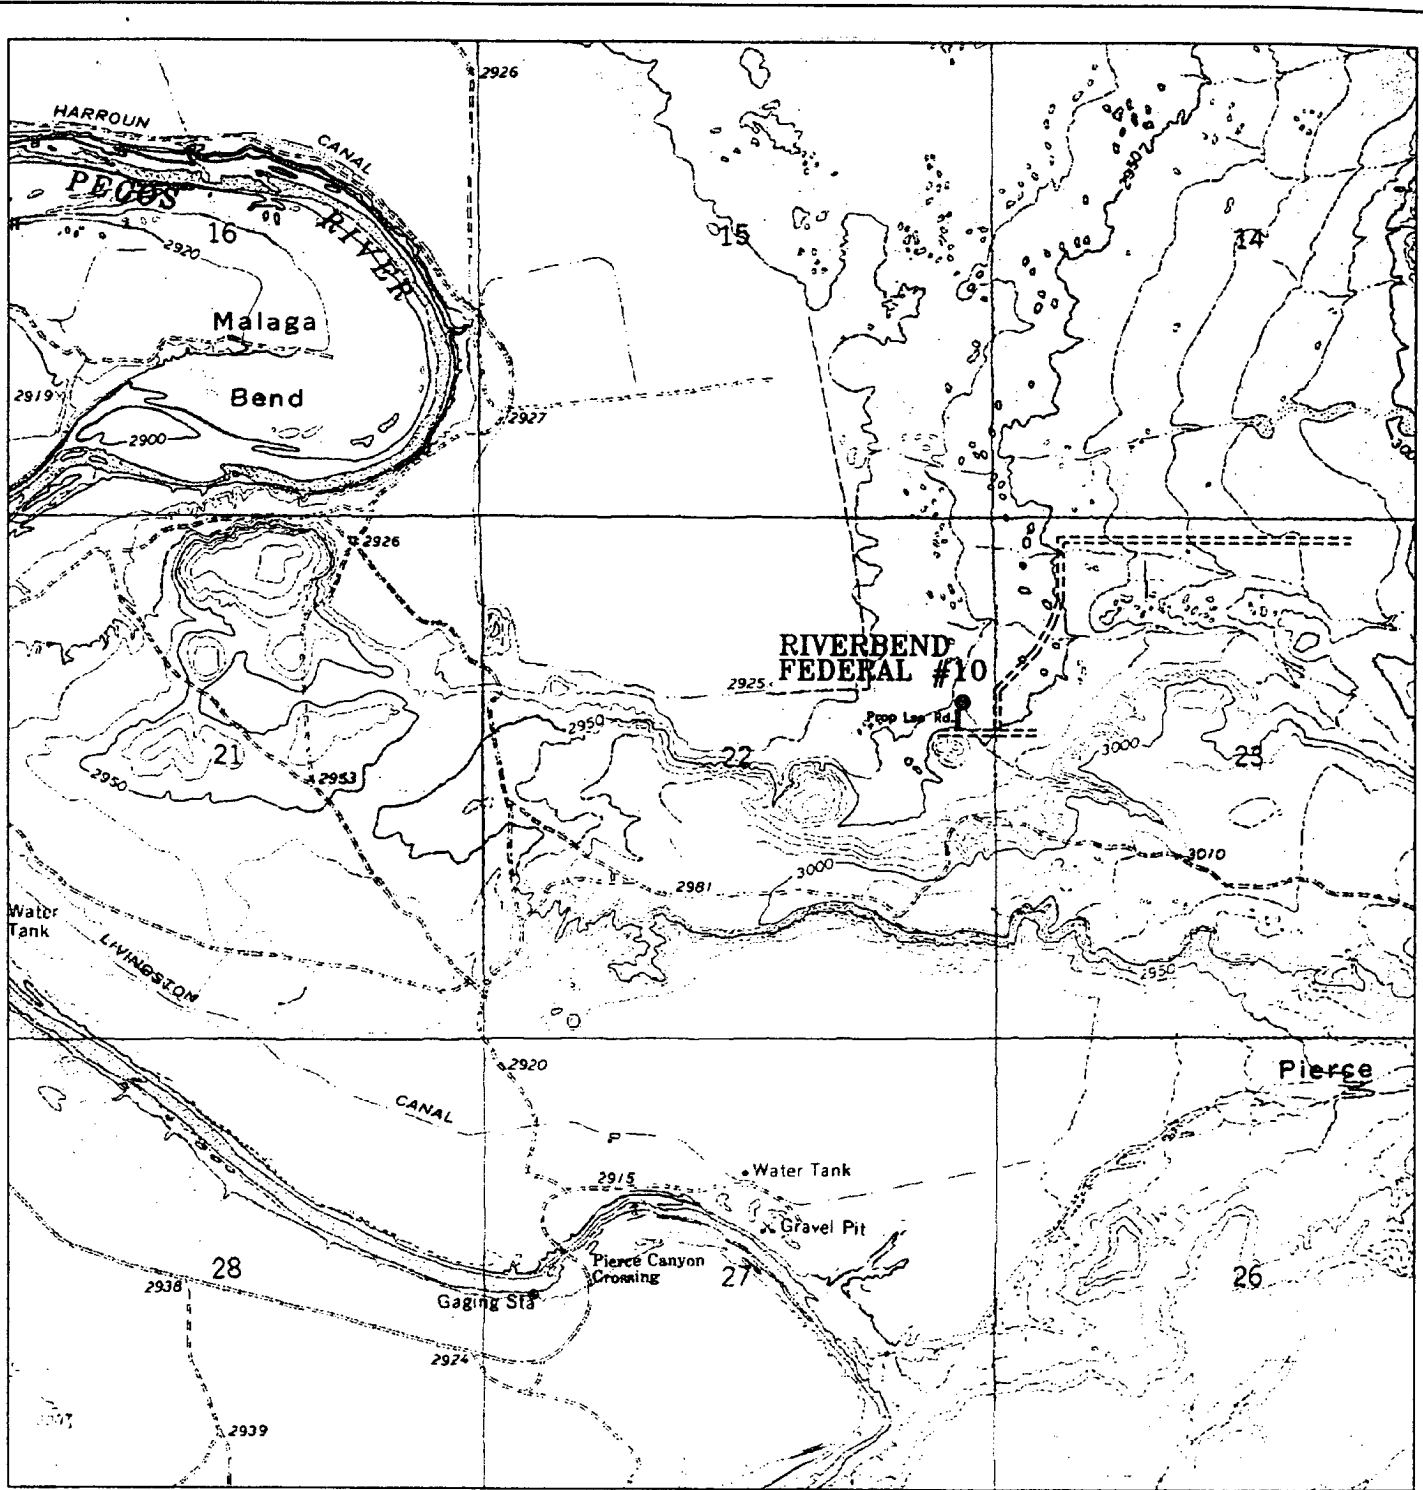 2926
HARROUN
CANAL
PECOS
RIVER
16
15
14
2950
2920
Malaga
Bend
2919
2927
2900
2926
RIVERBEND
FEDERAL #10
2925
Prop Lse Rd.
2950
21
22
3000
2950
2953
3010
3000
2981
Water
Tank
LIVINGSTON
2950
2920
Pierce
CANAL
P
Water Tank
2915
Gravel Pit
Pierce Canyon
Crossing
28
27
26
2938
Gaging Sta
2924
2939